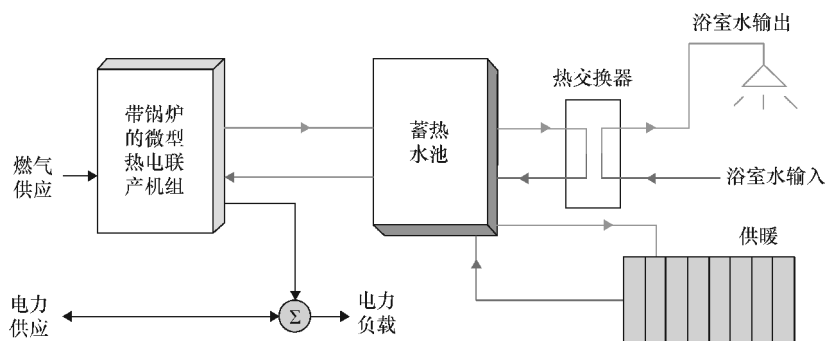 浴室水输出
热交换器
带锅炉
的微型
热电联
产机组
蓄热
水池
燃气
供应
浴室水输入
供暖
电力
供应
Σ
电力
负载